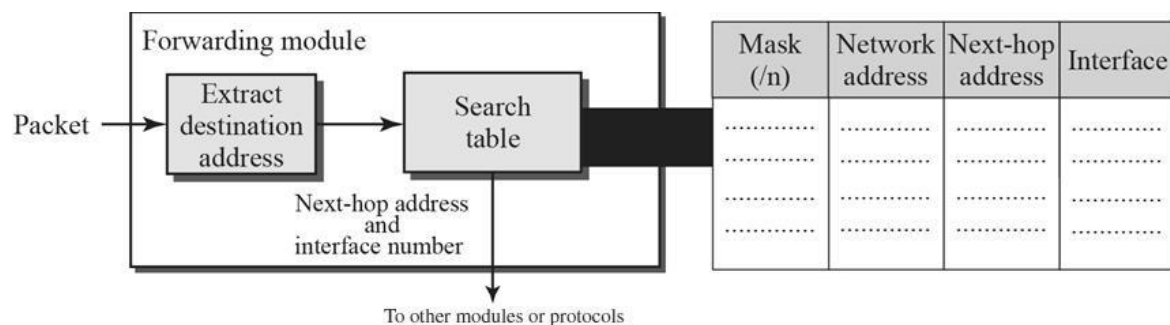 Forwarding module
Packet
Extract
destination
address
Search
table
Next-hop address
and
interface number
To other modules or protocols
Mask
(/n)
Network
address
Next-hop
address
Interface
............ ............ ............ ............
............ ............ ............ ............
............ ............ ............ ............
............ ............ ............ ............